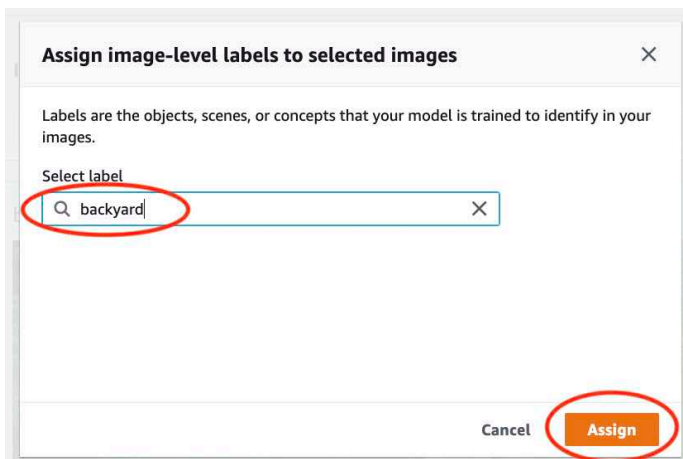 Assign image-level labels to selected images
Labels are the objects, scenes, or concepts that your model is trained to identify in your
images.
Select label
backyard
Cancel
Assign